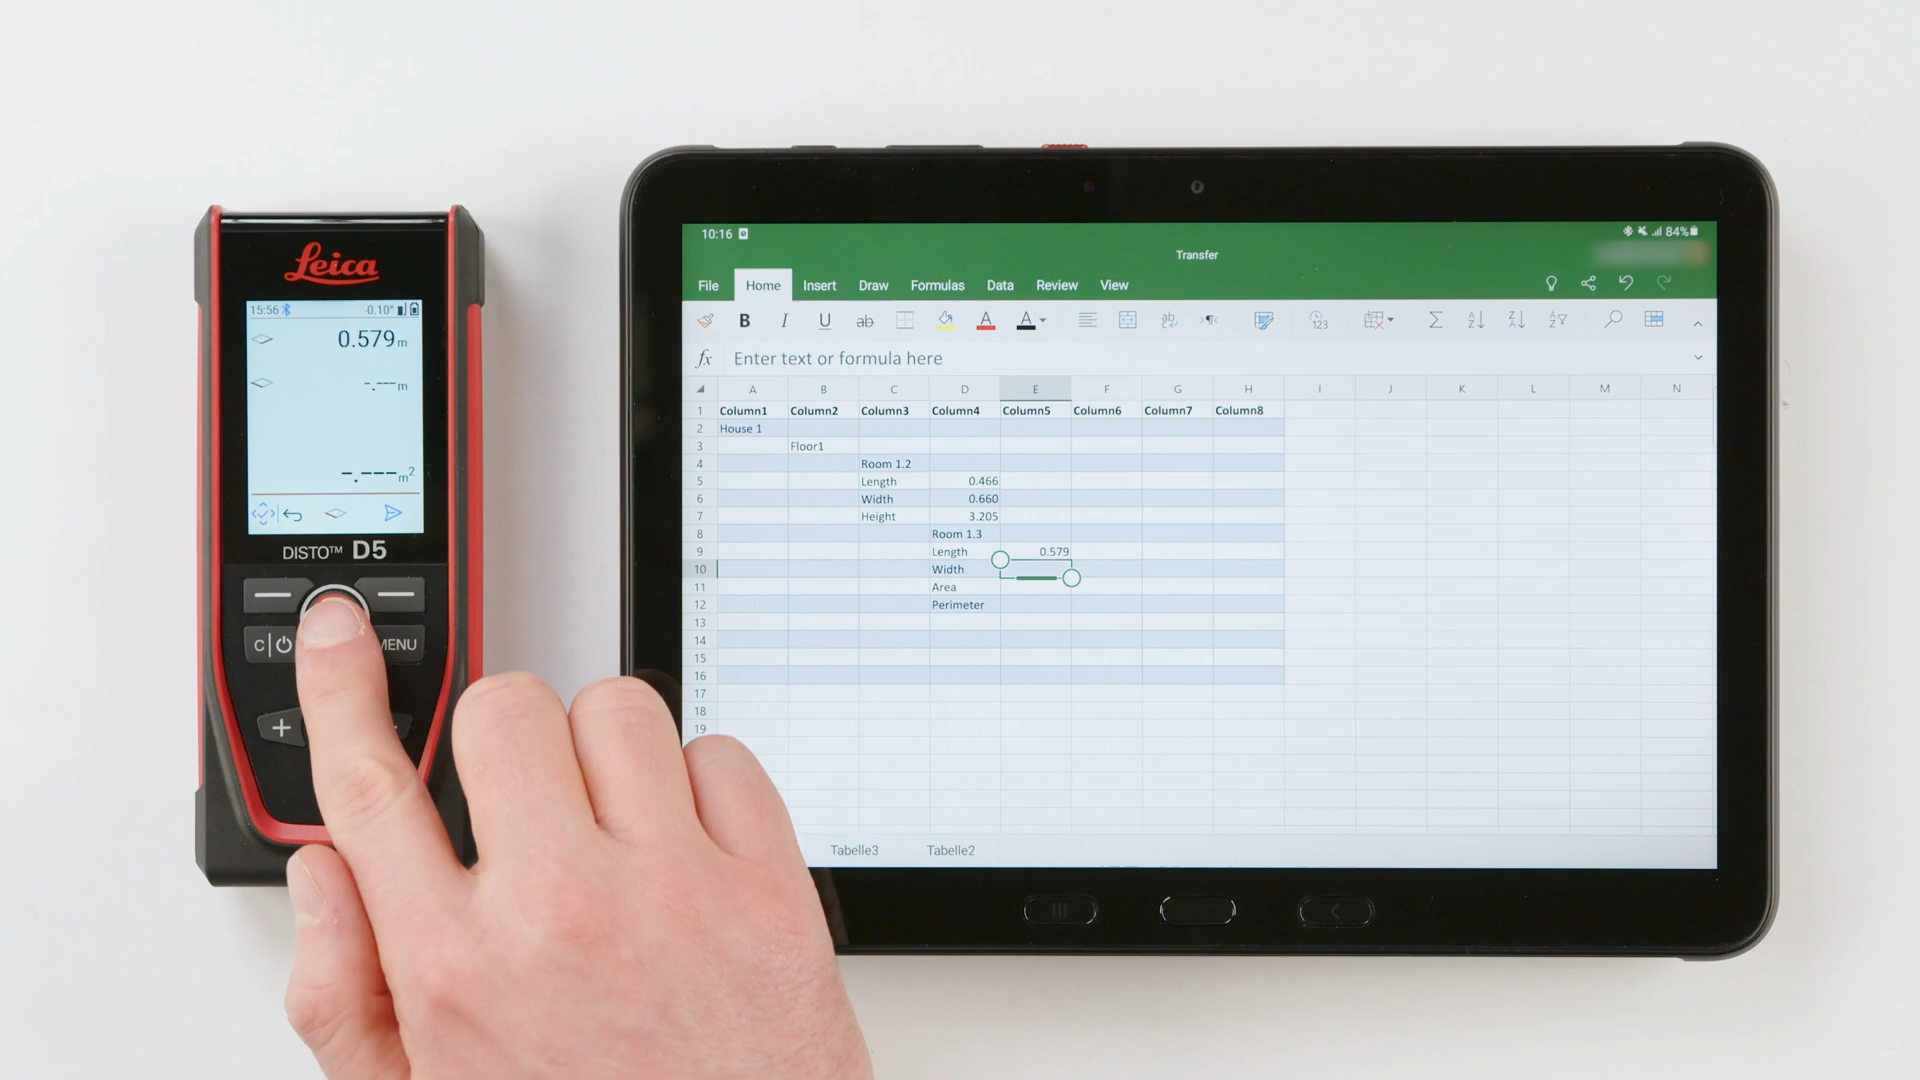 Leica
15:56 -0.10°
0.579 m
-.--- m
-.--- m²
DISTO™ D5
C MENU
+
10:16 84%
Transfer
File Home Insert Draw Formulas Data Review View
B I U ab A A 123
fx Enter text or formula here
A B C D E F G H I J K L M N
1 Column1 Column2 Column3 Column4 Column5 Column6 Column7 Column8
2 House 1
3 Floor1
4 Room 1.2
5 Length 0.466
6 Width 0.660
7 Height 3.205
8 Room 1.3
9 Length 0.579
10 Width
11 Area
12 Perimeter
13
14
15
16
17
18
19
Tabelle3 Tabelle2